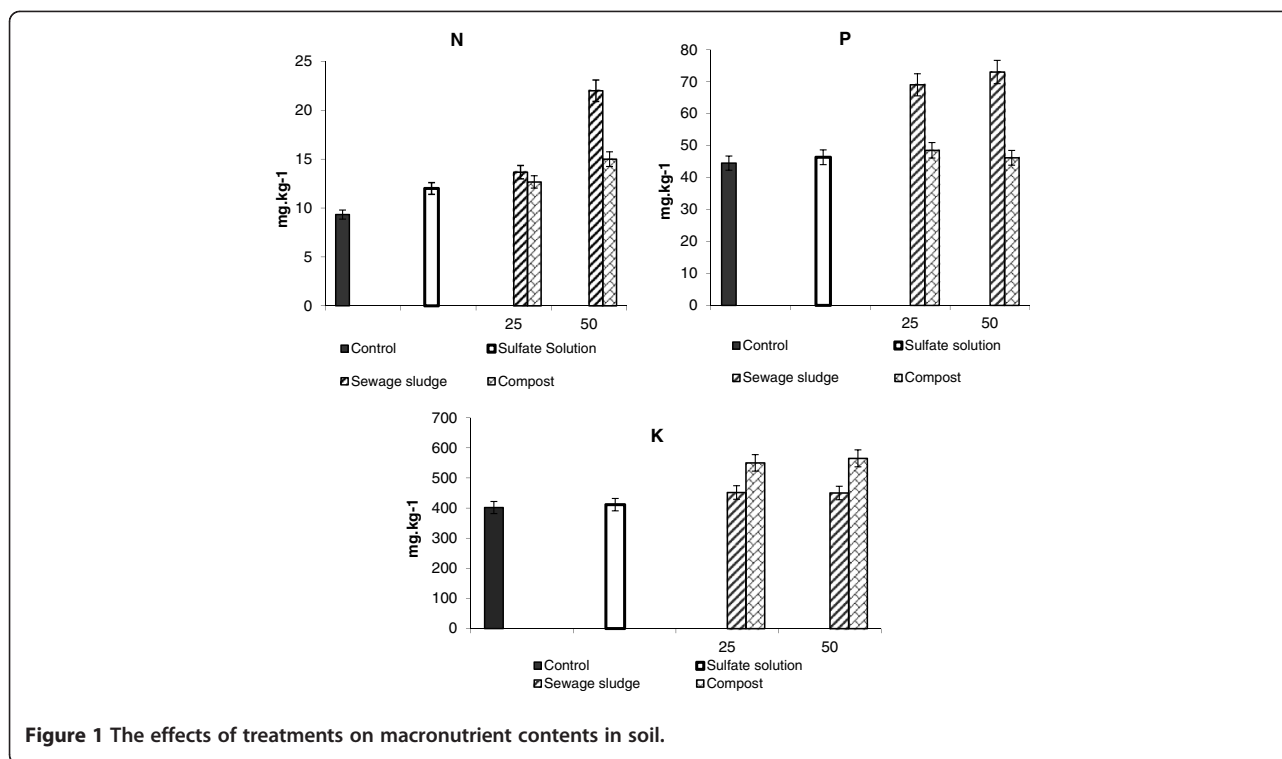 N
25
20
15
10
5
0
mg.kg-1
25 50
Control Sulfate Solution
Sewage sludge Compost
P
80
70
60
50
40
30
20
10
0
mg.kg-1
25 50
Control Sulfate solution
Sewage sludge Compost
K
700
600
500
400
300
200
100
0
mg.kg-1
25 50
Control Sulfate solution
Sewage sludge Compost
Figure 1 The effects of treatments on macronutrient contents in soil.